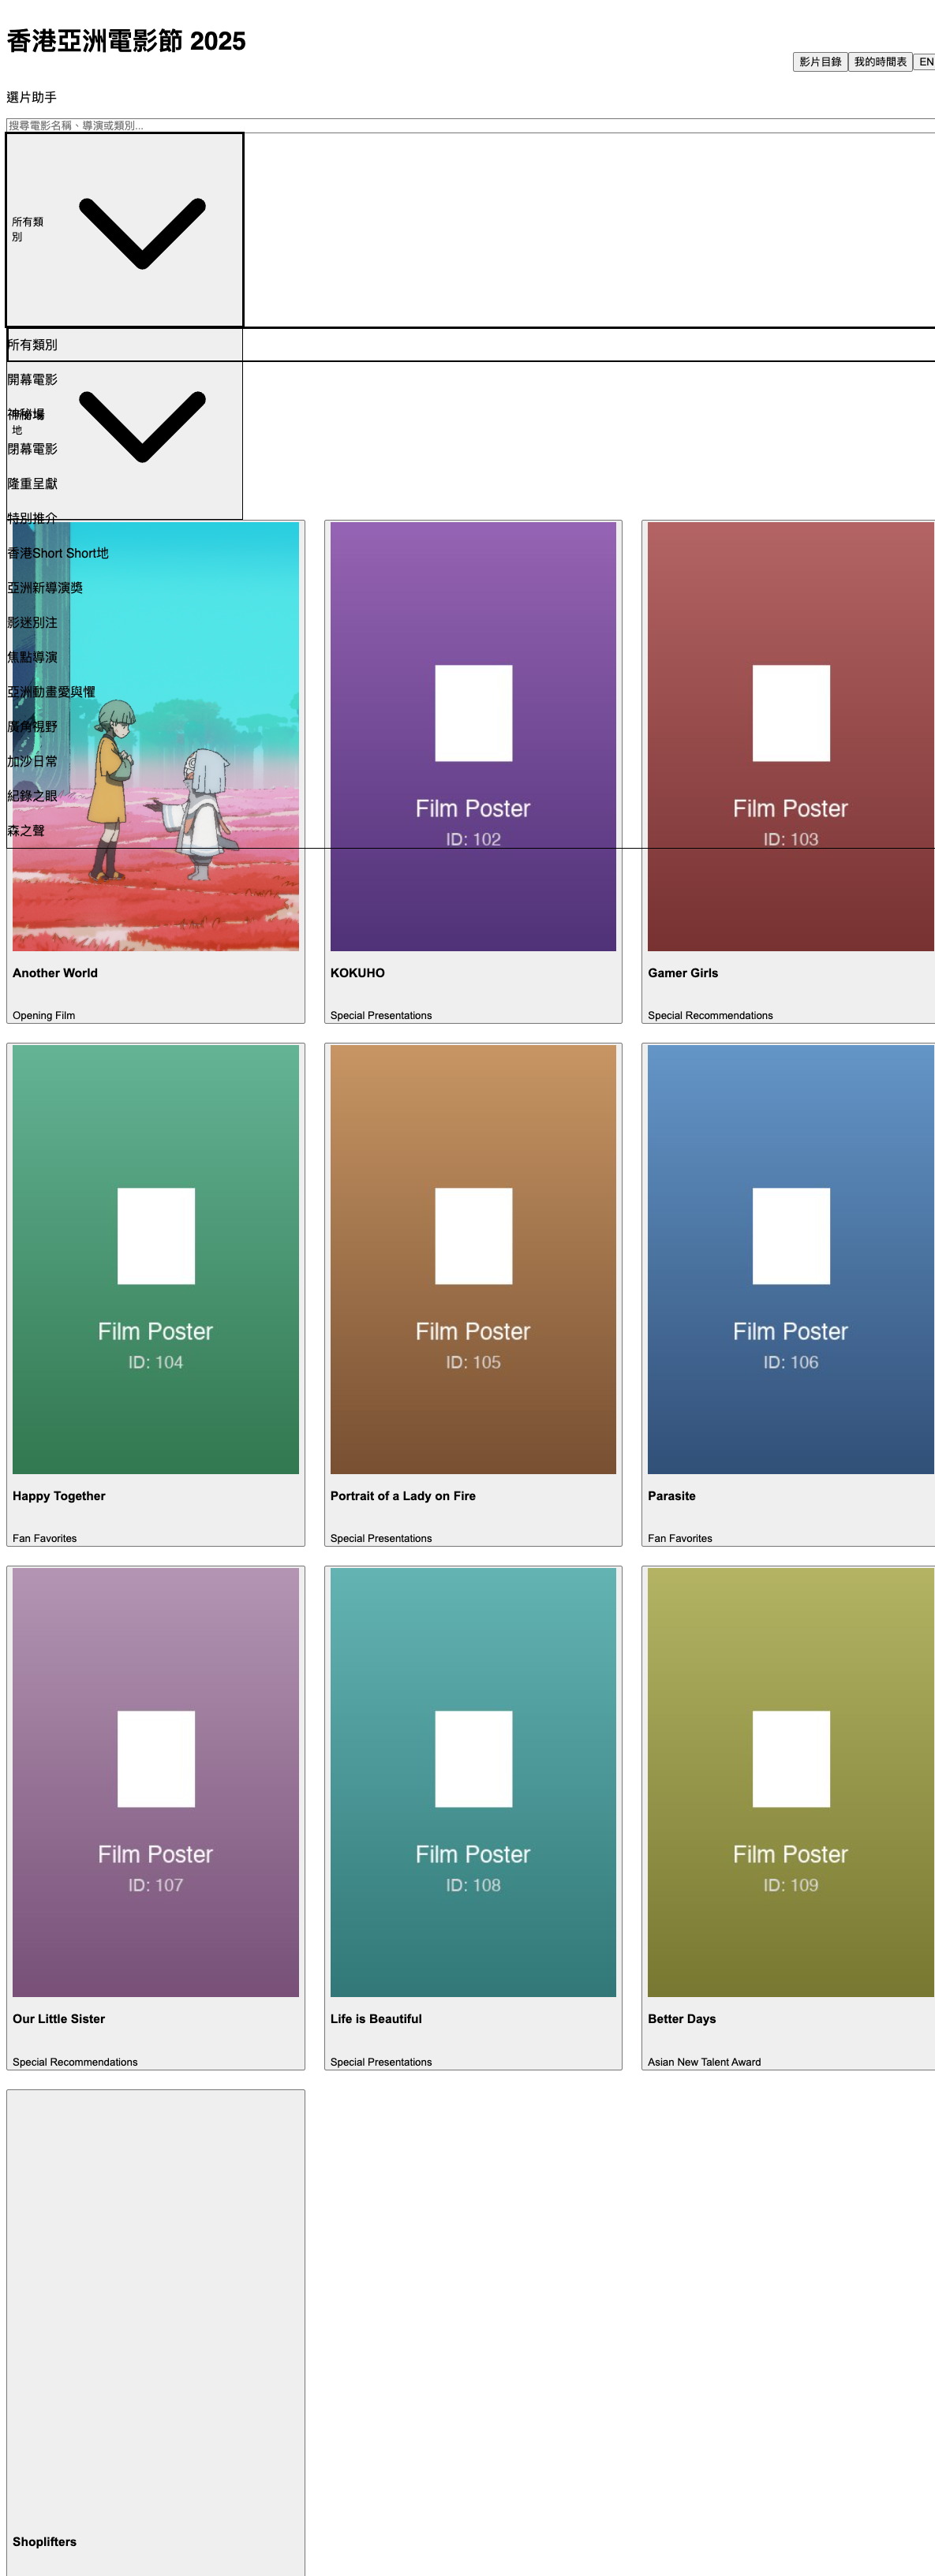 香港亞洲電影節 2025
影片目錄
我的時間表
EN
選片助手
搜尋電影名稱、導演或類別...
所有類
別
所有類別
開幕電影
神秘場
地
閉幕電影
隆重呈獻
特別推介
香港Short Short地
亞洲新導演獎
影迷別注
焦點導演
亞洲動畫愛與懼
廣角視野
加沙日常
紀錄之眼
森之聲
Film Poster
ID: 102
Film Poster
ID: 103
Another World
Opening Film
KOKUHO
Special Presentations
Gamer Girls
Special Recommendations
Film Poster
ID: 104
Film Poster
ID: 105
Film Poster
ID: 106
Happy Together
Fan Favorites
Portrait of a Lady on Fire
Special Presentations
Parasite
Fan Favorites
Film Poster
ID: 107
Film Poster
ID: 108
Film Poster
ID: 109
Our Little Sister
Special Recommendations
Life is Beautiful
Special Presentations
Better Days
Asian New Talent Award
Shoplifters